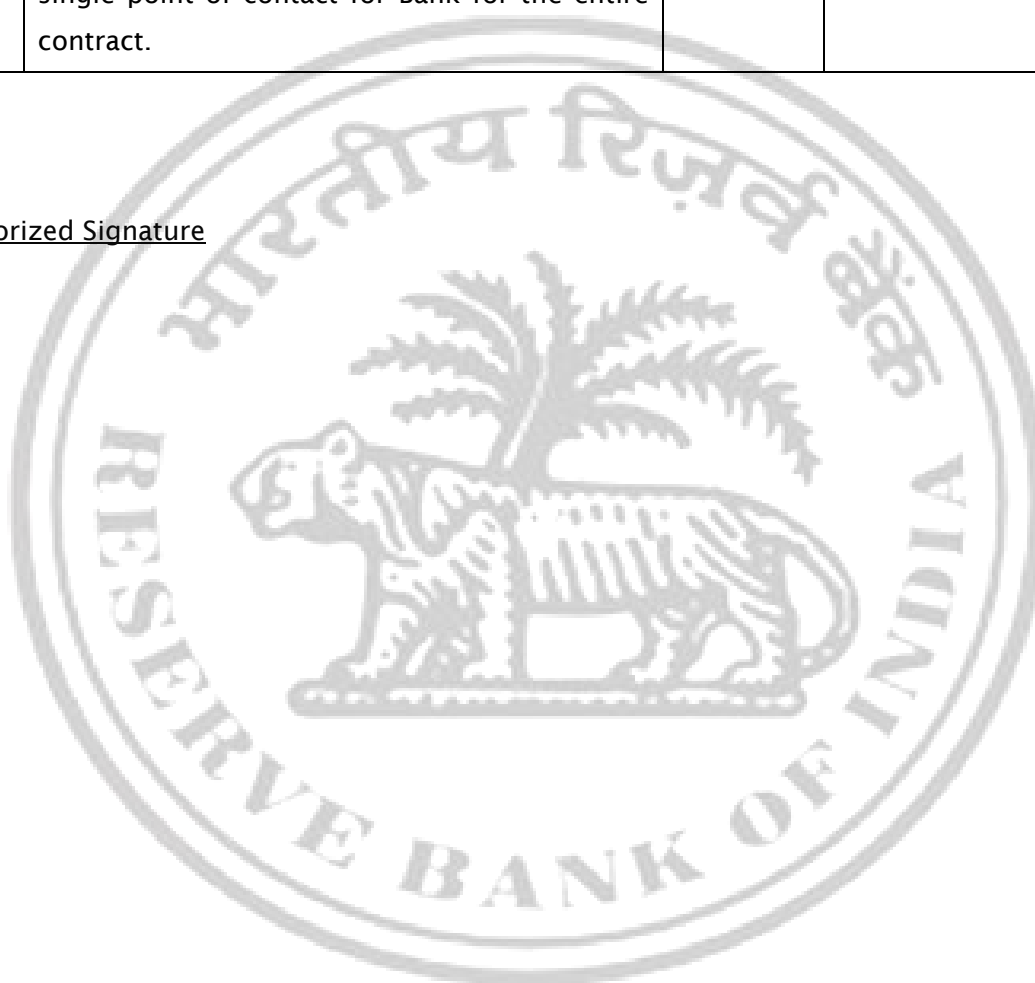 single point of contact for Bank for the entire
contract.
orized Signature
भारतीय रिज़र्व बैंक
RESERVE BANK OF INDIA